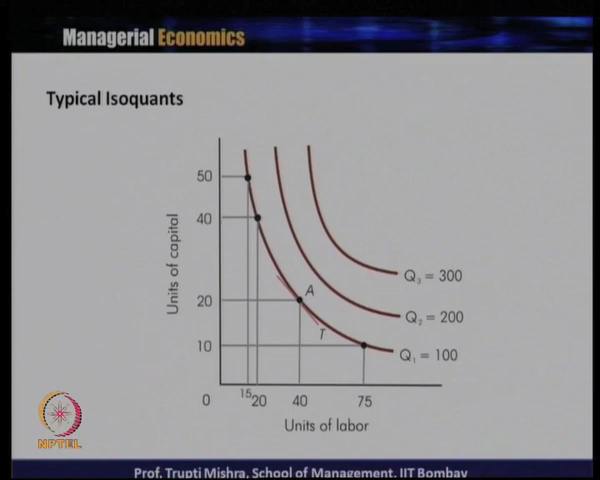 Managerial Economics
Typical Isoquants
50
40
20
10
0
15
20
40
75
Units of capital
Units of labor
A
T
Q₃ = 300
Q₂ = 200
Q₁ = 100
NPTEL
Prof. Trupti Mishra, School of Management, IIT Bombay